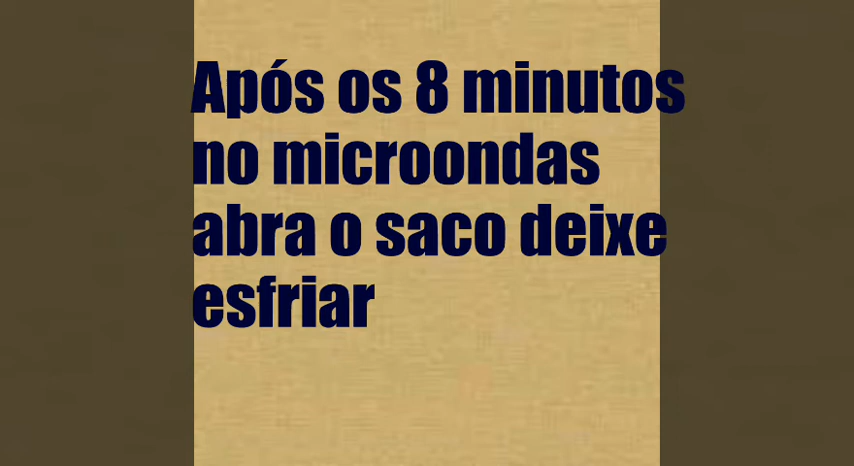 Após os 8 minutos
no microondas
abra o saco deixe
esfriar